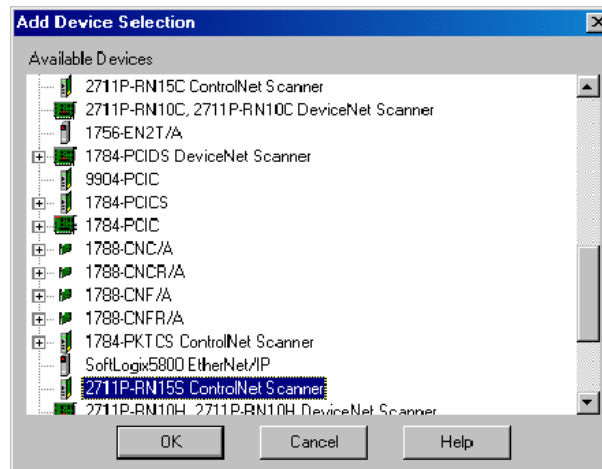 Add Device Selection
Available Devices
2711P-RN15C ControlNet Scanner
2711P-RN10C, 2711P-RN10C DeviceNet Scanner
1756-EN2T/A
1784-PCIDS DeviceNet Scanner
9904-PCIC
1784-PCICS
1784-PCIC
1788-CNC/A
1788-CNCR/A
1788-CNF/A
1788-CNFR/A
1784-PKTCS ControlNet Scanner
SoftLogix5800 EtherNet/IP
2711P-RN15S ControlNet Scanner
2711P-RN10H, 2711P-RN10H DeviceNet Scanner
OK Cancel Help